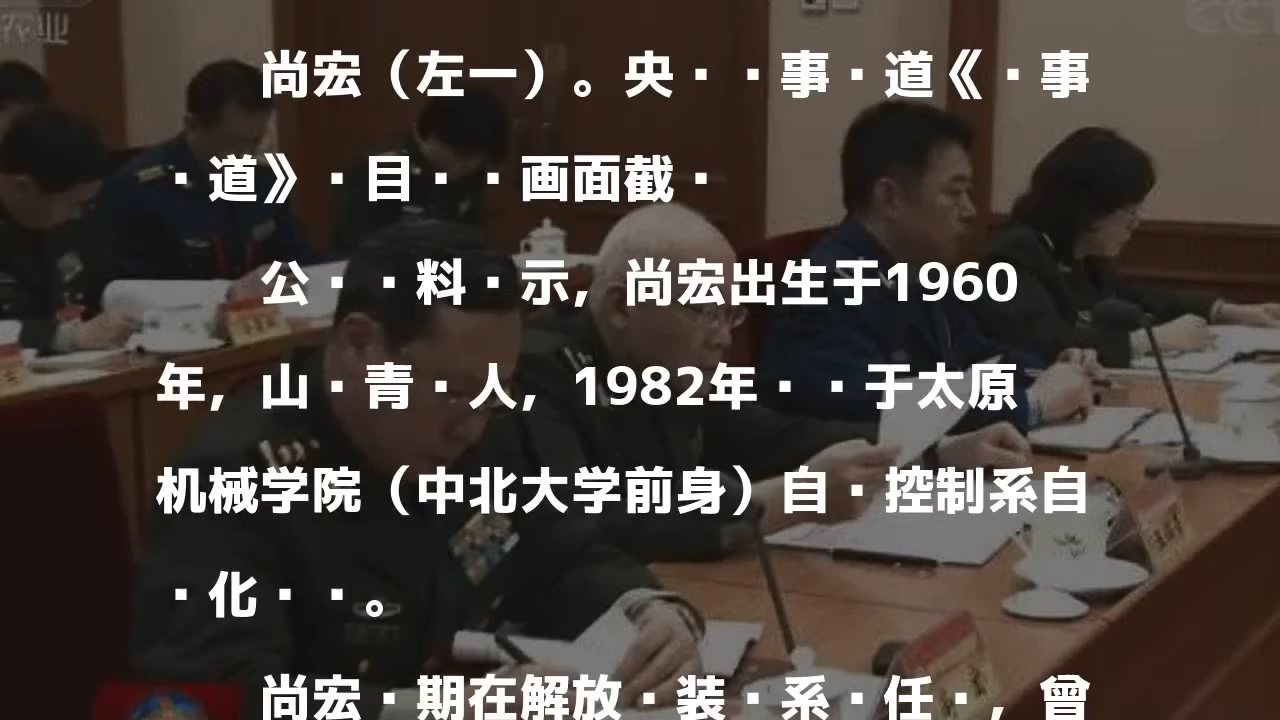 农业
CCT
尚宏（左一）。央··事·道《·事
·道》·目··画面截·
公··料·示，尚宏出生于1960
年，山·青·人，1982年··于太原
机械学院（中北大学前身）自·控制系自
·化··。
尚宏·期在解放·装·系·任·，曾